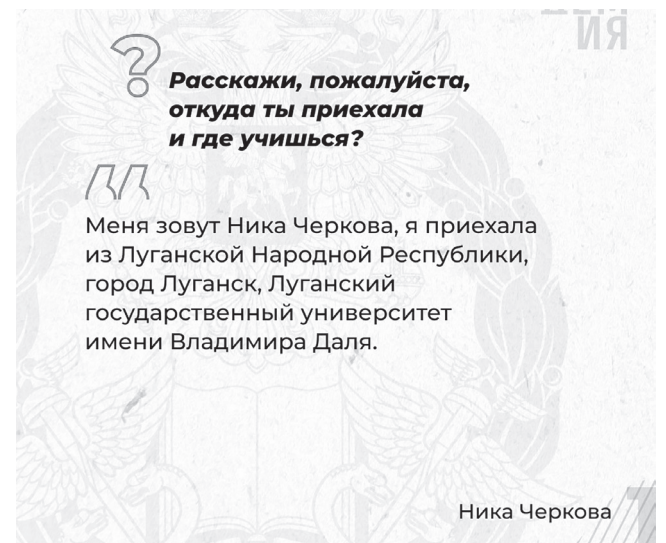 ИЯ
Расскажи, пожалуйста,
откуда ты приехала
и где учишься?
Меня зовут Ника Черкова, я приехала
из Луганской Народной Республики,
город Луганск, Луганский
государственный университет
имени Владимира Даля.
Ника Черкова